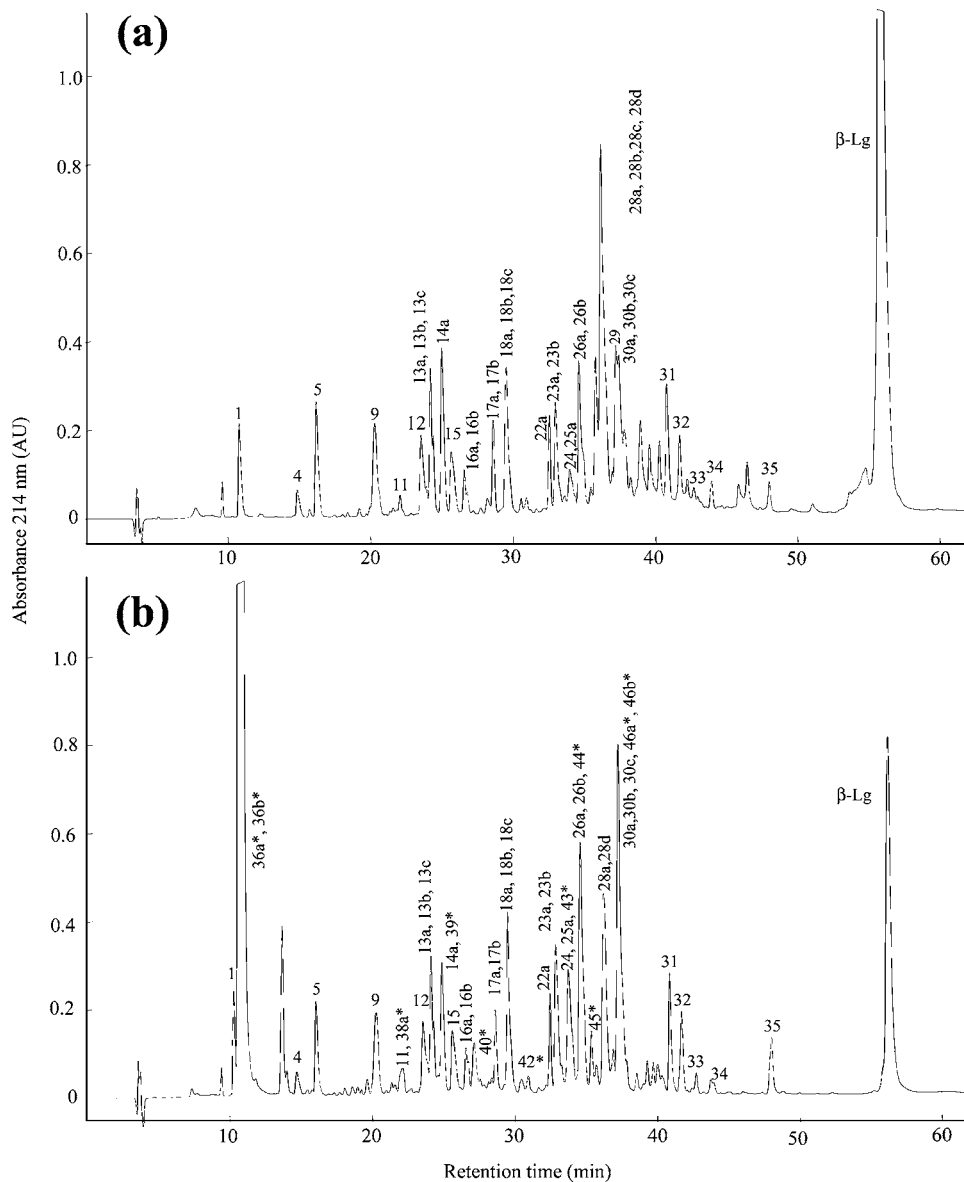 (a)
1.0
0.8
0.6
0.4
0.2
0
1
4
5
9
11
12
13a, 13b, 13c
14a
15
16a, 16b
17a, 17b
18a, 18b,18c
22a
23a, 23b
24,25a
26a, 26b
28a, 28b,28c, 28d
29
30a, 30b,30c
31
32
33
34
35
β-Lg
10
20
30
40
50
60
Absorbance 214 nm (AU)
(b)
1.0
0.8
0.6
0.4
0.2
0
1
36a*, 36b*
4
5
9
11, 38a*
12
13a, 13b, 13c
14a, 39*
15
16a, 16b
40*
17a,17b
18a, 18b, 18c
42*
22a
23a, 23b
24, 25a, 43*
26a, 26b, 44*
45*
28a,28d
30a,30b, 30c, 46a*, 46b*
31
32
33
34
35
β-Lg
10
20
30
40
50
60
Retention time (min)